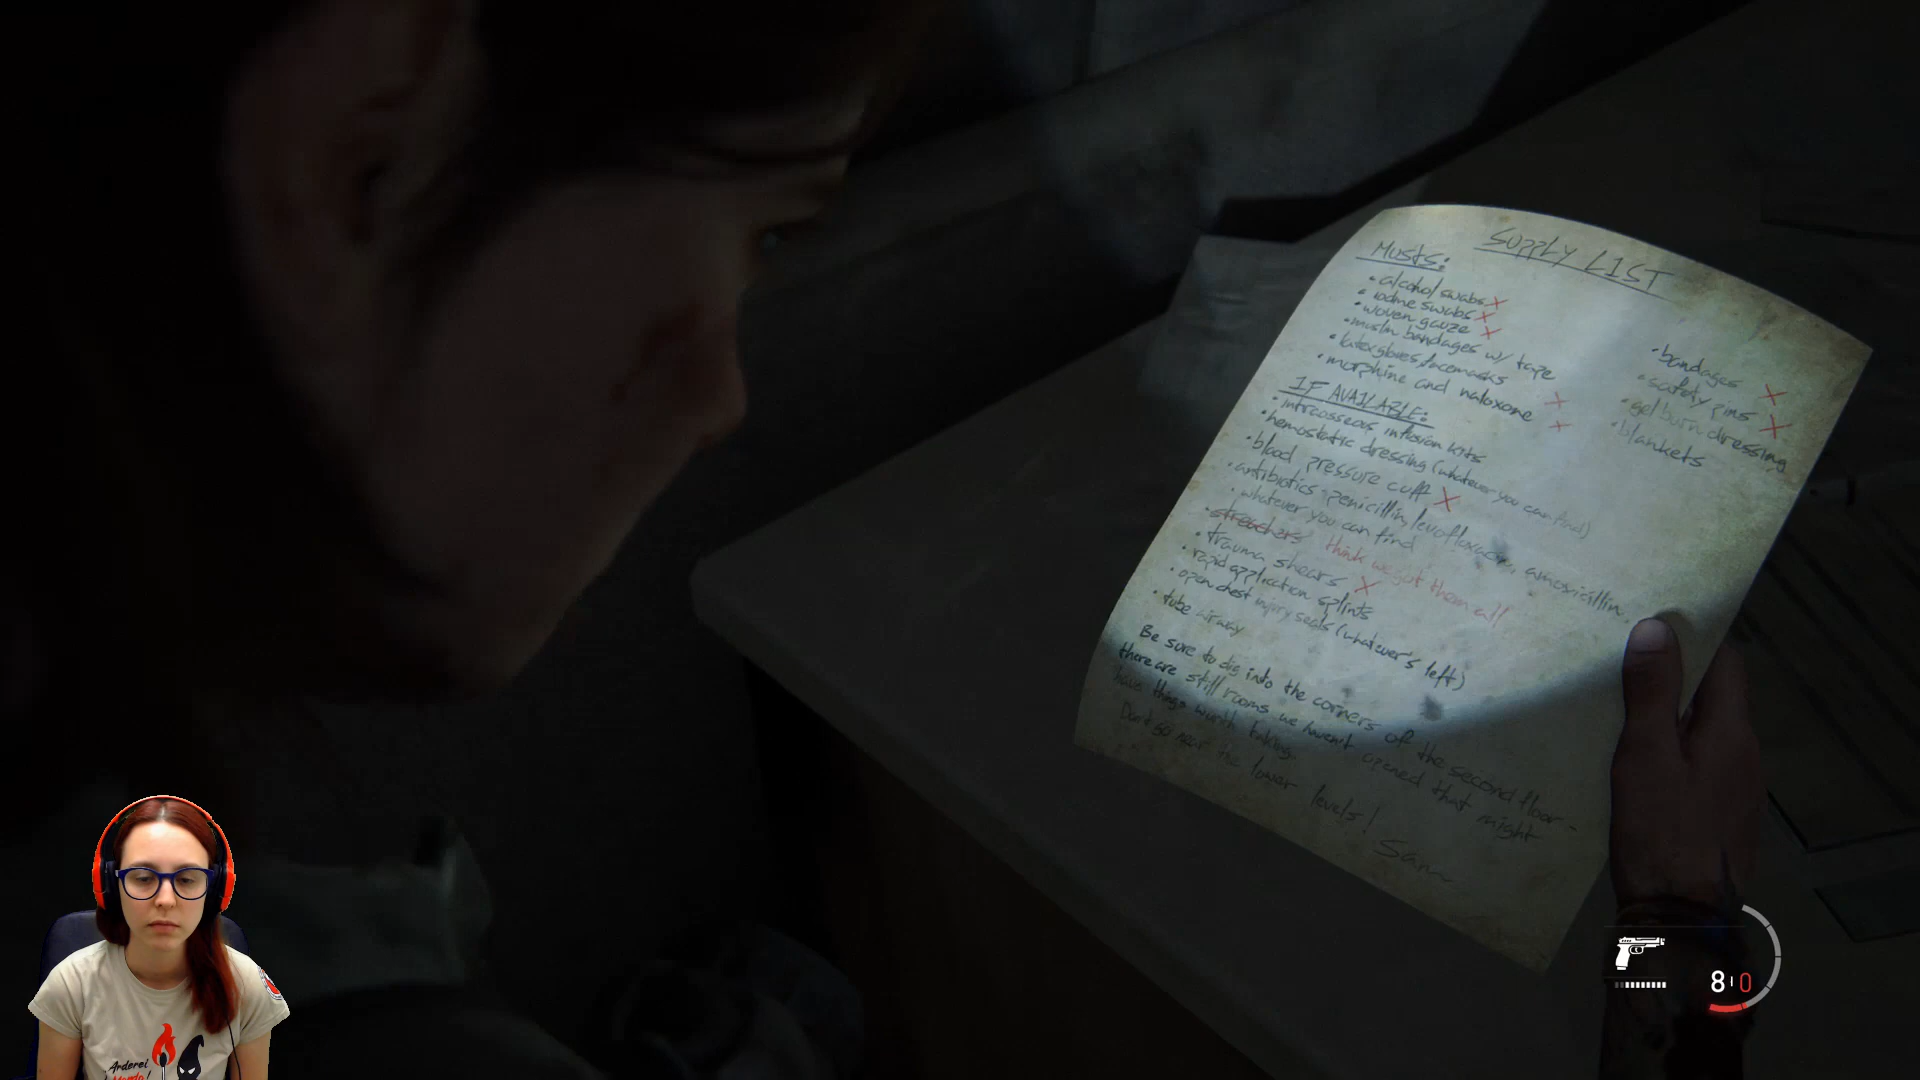 SUPPLY LIST
Musts:
• alcohol swabs X
• iodine swabs X
• woven gauze X
• muslin bandages w/ tape
• latex gloves/facemasks X
• morphine and naloxone X
• bandages X
• safety pins X
• gel burn dressing
• blankets
IF AVAILABLE:
• intraosseous infusion kits
• hemostatic dressing (whatever you can find)
• blood pressure cuff X
• antibiotics: penicillin, levofloxacin, amoxicillin,
whatever you can find
• streachers think we got them all
• trauma shears X
• rapid application splints
• open chest injury seals (whatever's left)
• tube airway
Be sure to dig into the corners of the second floor -
there are still rooms we haven't opened that might
have things worth taking.
Don't go near the lower levels!
Sam
8 0
Arderei